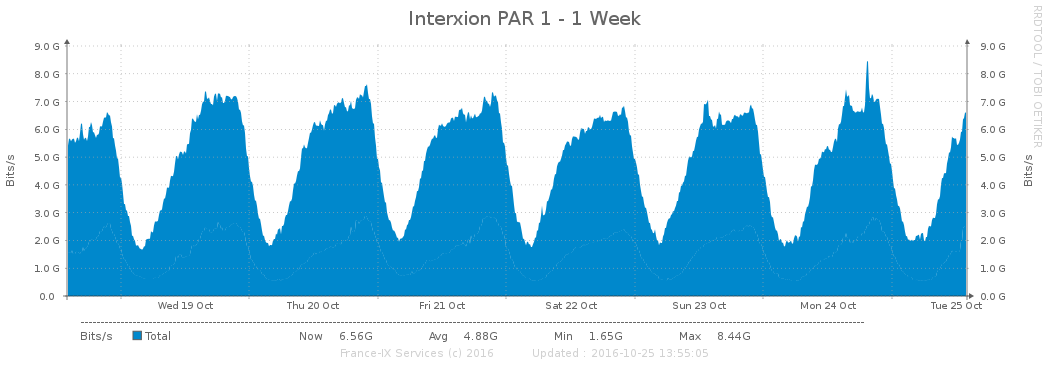 Interxion PAR 1 - 1 Week
RRDTOOL / TOBI OETIKER
9.0 G 9.0 G
8.0 G 8.0 G
7.0 G 7.0 G
6.0 G 6.0 G
5.0 G 5.0 G
4.0 G 4.0 G
3.0 G 3.0 G
2.0 G 2.0 G
1.0 G 1.0 G
0.0 0.0 G
Bits/s
Bits/s
Wed 19 Oct Thu 20 Oct Fri 21 Oct Sat 22 Oct Sun 23 Oct Mon 24 Oct Tue 25 Oct
Bits/s Total Now 6.56G Avg 4.88G Min 1.65G Max 8.44G
France-IX Services (c) 2016 Updated : 2016-10-25 13:55:05